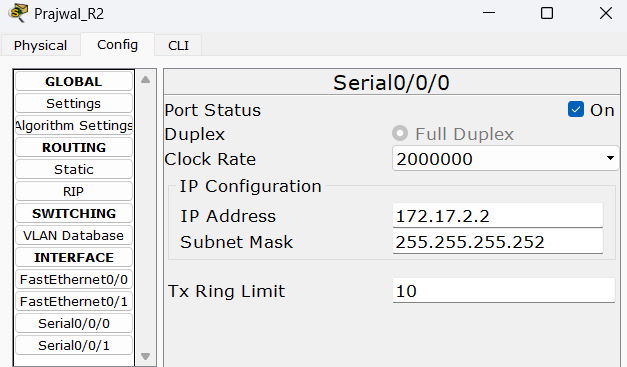 Prajwal_R2
Physical Config CLI
GLOBAL
Settings
Algorithm Settings
ROUTING
Static
RIP
SWITCHING
VLAN Database
INTERFACE
FastEthernet0/0
FastEthernet0/1
Serial0/0/0
Serial0/0/1
Serial0/0/0
Port Status On
Duplex Full Duplex
Clock Rate 2000000
IP Configuration
IP Address 172.17.2.2
Subnet Mask 255.255.255.252
Tx Ring Limit 10